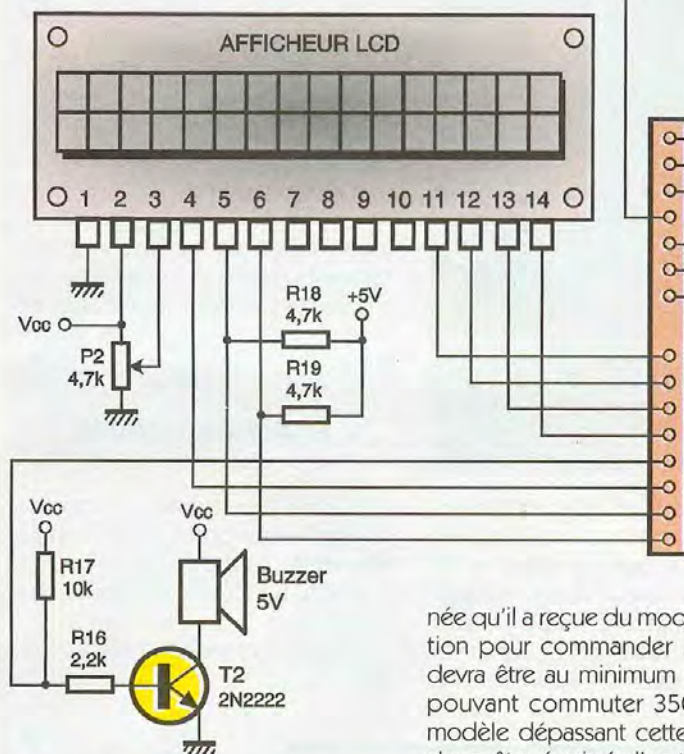 AFFICHEUR LCD
1 2 3 4 5 6 7 8 9 10 11 12 13 14
R18
4,7k
+5V
Vcc
P2
4,7k
R19
4,7k
Vcc
R17
10k
Vcc
Buzzer
5V
R16
2,2k
T2
2N2222
née qu'il a reçue du mod
tion pour commander
devra être au minimum
pouvant commuter 350
modèle dépassant cette